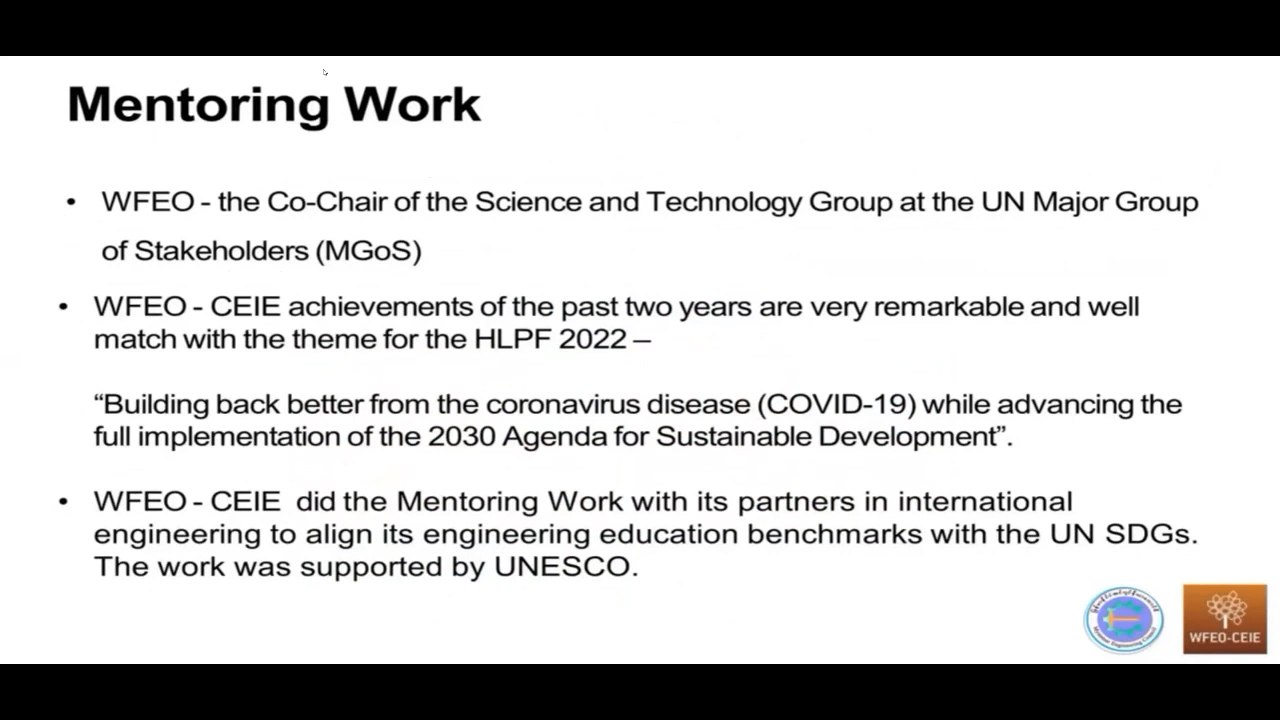 Mentoring Work
• WFEO - the Co-Chair of the Science and Technology Group at the UN Major Group
of Stakeholders (MGoS)
• WFEO - CEIE achievements of the past two years are very remarkable and well
match with the theme for the HLPF 2022 –
“Building back better from the coronavirus disease (COVID-19) while advancing the
full implementation of the 2030 Agenda for Sustainable Development”.
• WFEO - CEIE did the Mentoring Work with its partners in international
engineering to align its engineering education benchmarks with the UN SDGs.
The work was supported by UNESCO.
Myanmar Engineering Council
WFEO-CEIE